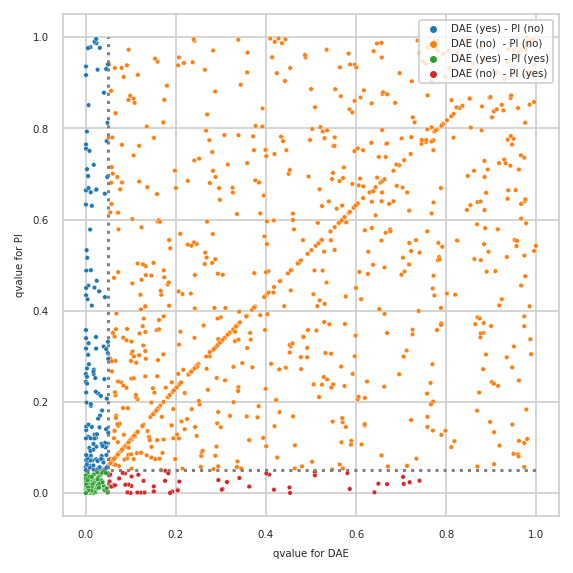 DAE (yes) - PI (no)
DAE (no) - PI (no)
DAE (yes) - PI (yes)
DAE (no) - PI (yes)
1.0
0.8
0.6
0.4
0.2
0.0
qvalue for PI
0.0 0.2 0.4 0.6 0.8 1.0
qvalue for DAE